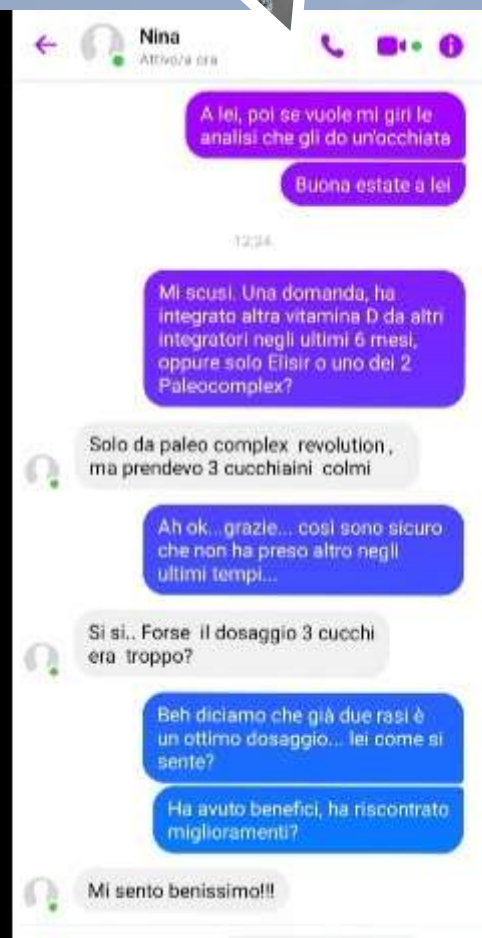 Nina
Attivo/a ora
A lei, poi se vuole mi giri le
analisi che gli do un'occhiata
Buona estate a lei
12:24
Mi scusi. Una domanda, ha
integrato altra vitamina D da altri
integratori negli ultimi 6 mesi,
oppure solo Elisir o uno dei 2
Paleocomplex?
Solo da paleo complex revolution ,
ma prendevo 3 cucchiaini colmi
Ah ok...grazie... così sono sicuro
che non ha preso altro negli
ultimi tempi...
Si si.. Forse il dosaggio 3 cucchi
era troppo?
Beh diciamo che già due rasi è
un ottimo dosaggio... lei come si
sente?
Ha avuto benefici, ha riscontrato
miglioramenti?
Mi sento benissimo!!!